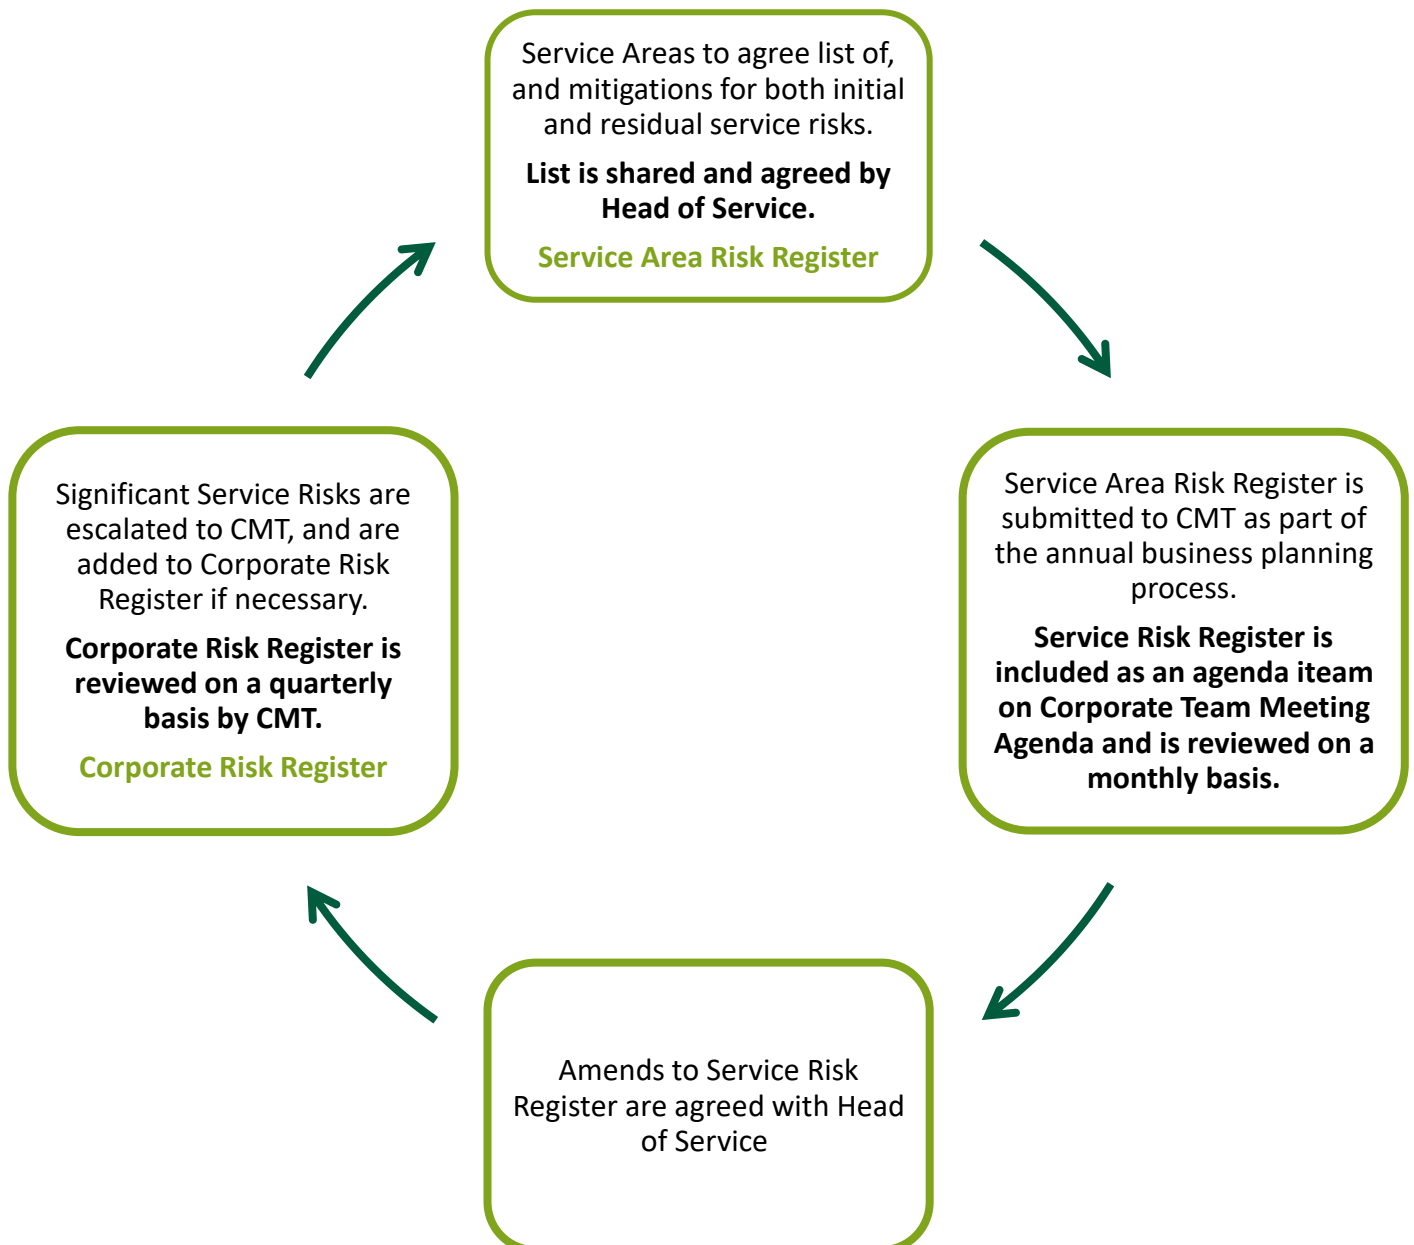 Service Areas to agree list of,
and mitigations for both initial
and residual service risks.
List is shared and agreed by
Head of Service.
Service Area Risk Register
Service Area Risk Register is
submitted to CMT as part of
the annual business planning
process.
Service Risk Register is
included as an agenda iteam
on Corporate Team Meeting
Agenda and is reviewed on a
monthly basis.
Amends to Service Risk
Register are agreed with Head
of Service
Significant Service Risks are
escalated to CMT, and are
added to Corporate Risk
Register if necessary.
Corporate Risk Register is
reviewed on a quarterly
basis by CMT.
Corporate Risk Register